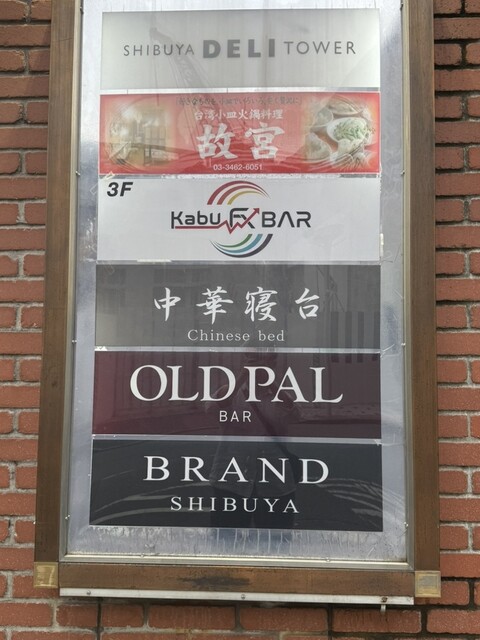 SHIBUYA DELI TOWER
台湾小皿火鍋料理
故宮
03-3462-6051
3F
Kabu FX BAR
中華寝台
Chinese bed
OLD PAL
BAR
BRAND
SHIBUYA